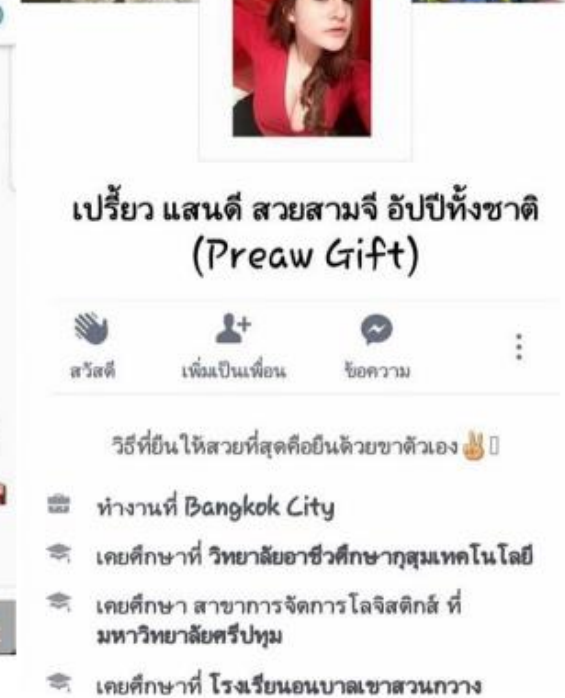 เปรี้ยว แสนดี สวยสามจี อัปปีทั้งชาติ
(Preaw Gift)
สวัสดี
เพิ่มเป็นเพื่อน
ข้อความ
วิธีที่ยืนให้สวยที่สุดคือยืนด้วยขาตัวเอง✌
ทำงานที่ Bangkok City
เคยศึกษาที่ วิทยาลัยอาชีวศึกษากุสุมเทคโนโลยี
เคยศึกษา สาขาการจัดการโลจิสติกส์ ที่
มหาวิทยาลัยศรีปทุม
เคยศึกษาที่ โรงเรียนอนบาลเขาสวนกวาง